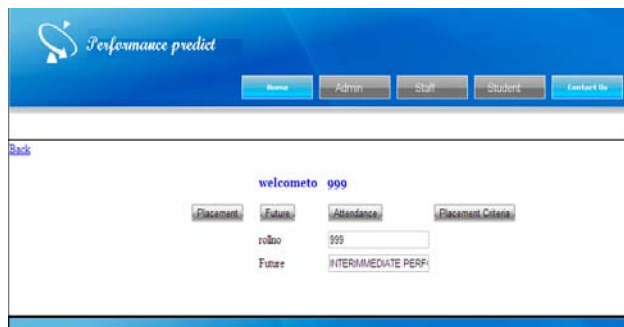 Performance predict
Home Admin Staff Student Contact Us
Back
welcometo 999
Placement Future Attendance Placement Criteria
rollno 999
Future INTERIMMEDIATE PERF